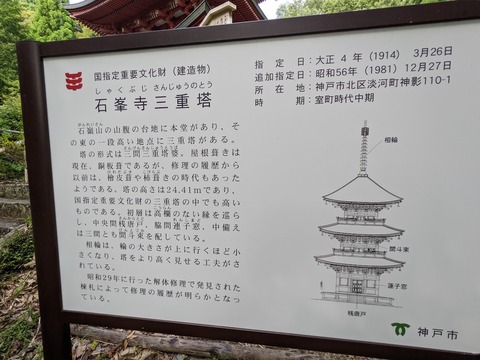 国指定重要文化財（建造物）
しゃくぶじ さんじゅうのとう
石峯寺三重塔
指定日：大正 4 年（1914） 3月26日
追加指定日：昭和56年（1981）12月27日
所在地：神戸市北区淡河町神影110-1
時期：室町時代中期
石嶺山の山腹の台地に本堂があり、そ
の東の一段高い地点に三重塔がある。
塔の形式は三間三重塔婆、屋根葺きは
現在、銅板葺であるが、修理の履歴から
以前は、檜皮葺や杮葺きの時代もあった
ようである。塔の高さは24.41mであり、
国指定重要文化財の三重塔の中でも高い
ものである。初層は高欄のない縁を巡ら
し、中央間桟唐戸、脇間連子窓、中備え
は三間とも間斗束を配している。
相輪は、輪の大きさが上に行くほど小
さくなり、塔をより高く見せる工夫がさ
れている。
昭和29年に行った解体修理で発見された
棟札によって修理の履歴が明らかとなっ
ている。
相輪
間斗束
連子窓
桟唐戸
神戸市